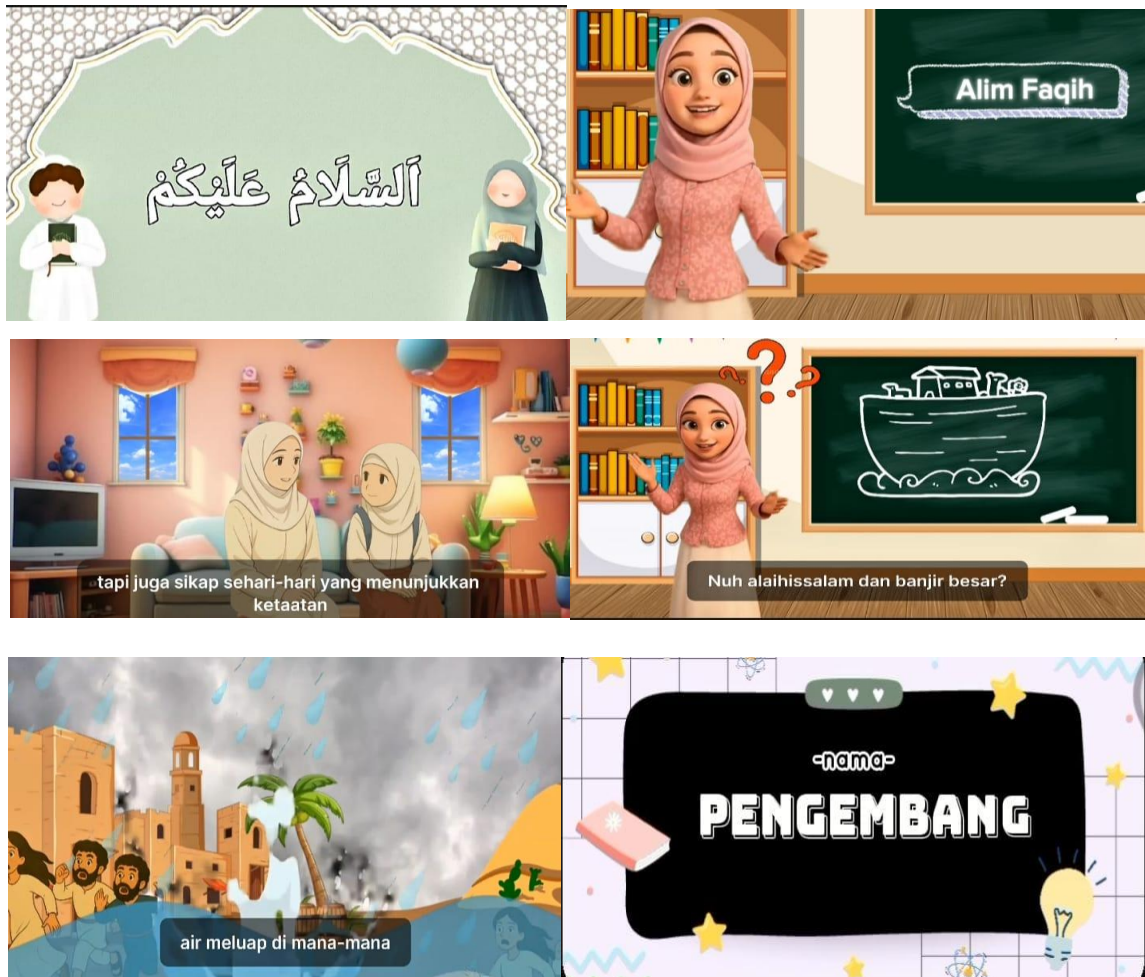 اَلسَّلَامُ عَلَيْكُمْ
Alim Faqih
tapi juga sikap sehari-hari yang menunjukkan
ketaatan
Nuh alaihissalam dan banjir besar?
air meluap di mana-mana
-nama-
PENGEMBANG